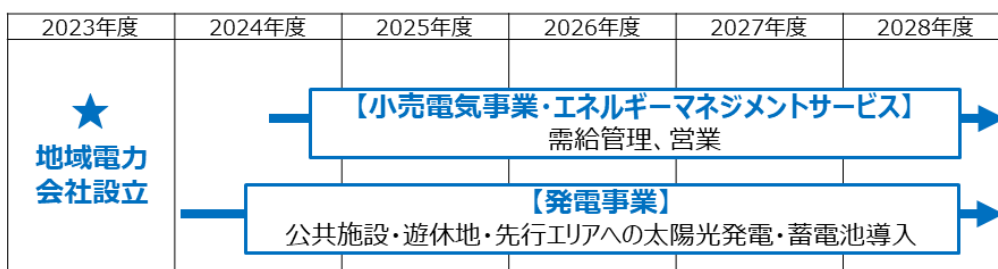 2023年度 2024年度 2025年度 2026年度 2027年度 2028年度
★
地域電力
会社設立
【小売電気事業・エネルギーマネジメントサービス】
需給管理、営業
【発電事業】
公共施設・遊休地・先行エリアへの太陽光発電・蓄電池導入